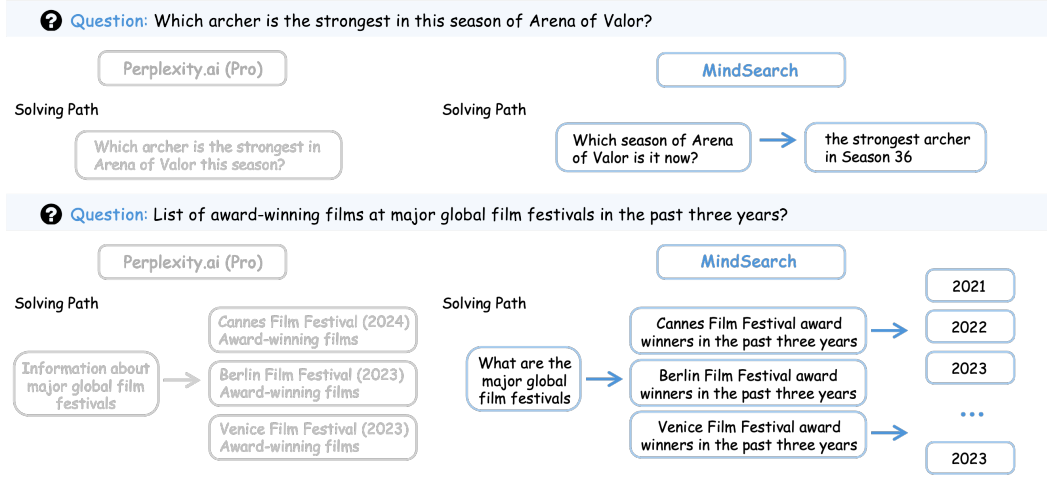 ? Question: Which archer is the strongest in this season of Arena of Valor?
Perplexity.ai (Pro)
Solving Path
Which archer is the strongest in
Arena of Valor this season?
MindSearch
Solving Path
Which season of Arena
of Valor is it now?
the strongest archer
in Season 36
? Question: List of award-winning films at major global film festivals in the past three years?
Perplexity.ai (Pro)
Solving Path
Information about
major global film
festivals
Cannes Film Festival (2024)
Award-winning films
Berlin Film Festival (2023)
Award-winning films
Venice Film Festival (2023)
Award-winning films
MindSearch
Solving Path
What are the
major global
film festivals
Cannes Film Festival award
winners in the past three years
Berlin Film Festival award
winners in the past three years
Venice Film Festival award
winners in the past three years
2021
2022
2023
...
2023